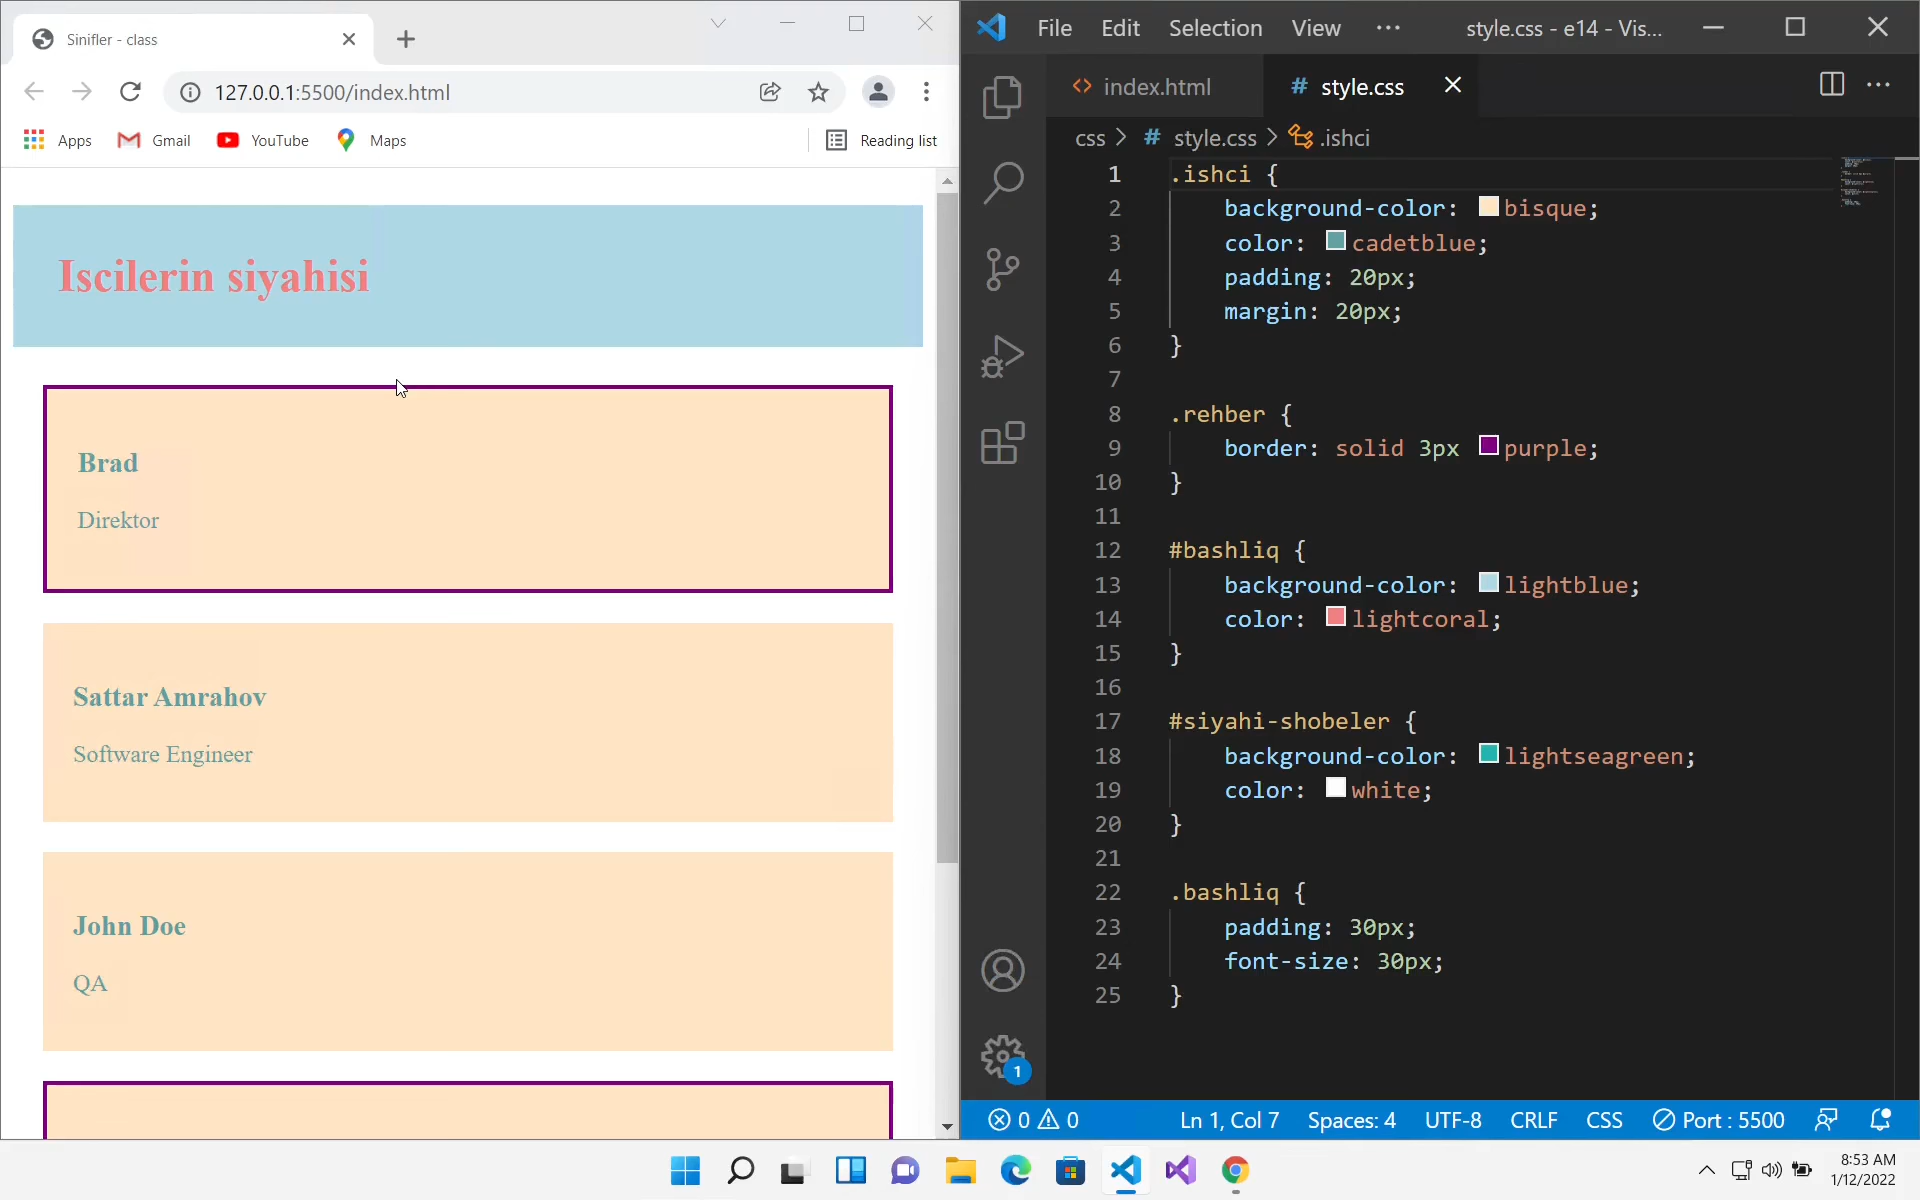 Sinifler - class
127.0.0.1:5500/index.html
Apps Gmail YouTube Maps Reading list
Iscilerin siyahisi
Brad
Direktor
Sattar Amrahov
Software Engineer
John Doe
QA
File Edit Selection View ··· style.css - e14 - Vis...
index.html # style.css
css > # style.css > .ishci
1 .ishci {
2 background-color: bisque;
3 color: cadetblue;
4 padding: 20px;
5 margin: 20px;
6 }
7
8 .rehber {
9 border: solid 3px purple;
10 }
11
12 #bashliq {
13 background-color: lightblue;
14 color: lightcoral;
15 }
16
17 #siyahi-shobeler {
18 background-color: lightseagreen;
19 color: white;
20 }
21
22 .bashliq {
23 padding: 30px;
24 font-size: 30px;
25 }
1
0 0 Ln 1, Col 7 Spaces: 4 UTF-8 CRLF CSS Port : 5500
8:53 AM
1/12/2022